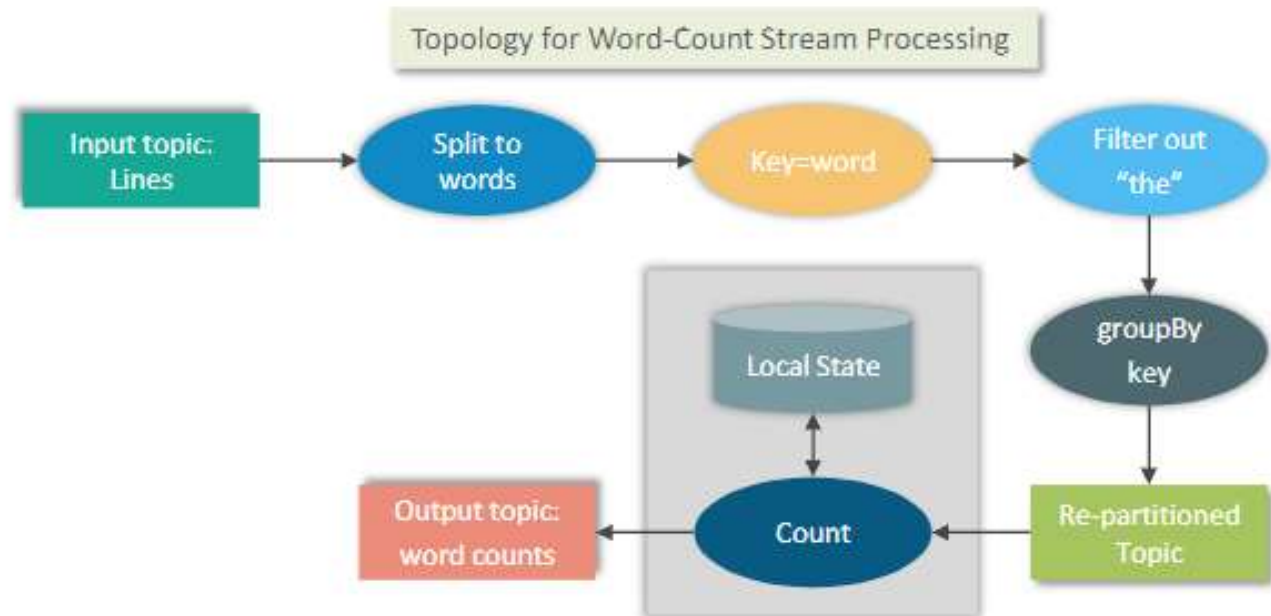 Topology for Word-Count Stream Processing
Input topic:
Lines
Split to
words
Key=word
Filter out
“the”
groupBy
key
Local State
Output topic:
word counts
Count
Re-partitioned
Topic